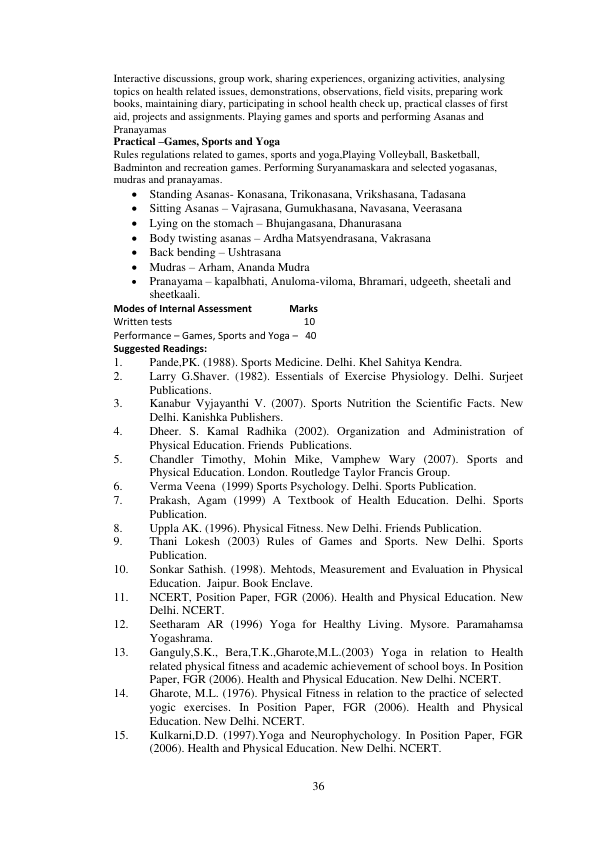 Interactive discussions, group work, sharing experiences, organizing activities, analysing
topics on health related issues, demonstrations, observations, field visits, preparing work
books, maintaining diary, participating in school health check up, practical classes of first
aid, projects and assignments. Playing games and sports and performing Asanas and
Pranayamas
Practical –Games, Sports and Yoga
Rules regulations related to games, sports and yoga,Playing Volleyball, Basketball,
Badminton and recreation games. Performing Suryanamaskara and selected yogasanas,
mudras and pranayamas.
• Standing Asanas- Konasana, Trikonasana, Vrikshasana, Tadasana
• Sitting Asanas – Vajrasana, Gumukhasana, Navasana, Veerasana
• Lying on the stomach – Bhujangasana, Dhanurasana
• Body twisting asanas – Ardha Matsyendrasana, Vakrasana
• Back bending – Ushtrasana
• Mudras – Arham, Ananda Mudra
• Pranayama – kapalbhati, Anuloma-viloma, Bhramari, udgeeth, sheetali and
sheetkaali.
Modes of Internal Assessment Marks
Written tests 10
Performance – Games, Sports and Yoga – 40
Suggested Readings:
1. Pande,PK. (1988). Sports Medicine. Delhi. Khel Sahitya Kendra.
2. Larry G.Shaver. (1982). Essentials of Exercise Physiology. Delhi. Surjeet
Publications.
3. Kanabur Vyjayanthi V. (2007). Sports Nutrition the Scientific Facts. New
Delhi. Kanishka Publishers.
4. Dheer. S. Kamal Radhika (2002). Organization and Administration of
Physical Education. Friends Publications.
5. Chandler Timothy, Mohin Mike, Vamphew Wary (2007). Sports and
Physical Education. London. Routledge Taylor Francis Group.
6. Verma Veena (1999) Sports Psychology. Delhi. Sports Publication.
7. Prakash, Agam (1999) A Textbook of Health Education. Delhi. Sports
Publication.
8. Uppla AK. (1996). Physical Fitness. New Delhi. Friends Publication.
9. Thani Lokesh (2003) Rules of Games and Sports. New Delhi. Sports
Publication.
10. Sonkar Sathish. (1998). Mehtods, Measurement and Evaluation in Physical
Education. Jaipur. Book Enclave.
11. NCERT, Position Paper, FGR (2006). Health and Physical Education. New
Delhi. NCERT.
12. Seetharam AR (1996) Yoga for Healthy Living. Mysore. Paramahamsa
Yogashrama.
13. Ganguly,S.K., Bera,T.K.,Gharote,M.L.(2003) Yoga in relation to Health
related physical fitness and academic achievement of school boys. In Position
Paper, FGR (2006). Health and Physical Education. New Delhi. NCERT.
14. Gharote, M.L. (1976). Physical Fitness in relation to the practice of selected
yogic exercises. In Position Paper, FGR (2006). Health and Physical
Education. New Delhi. NCERT.
15. Kulkarni,D.D. (1997).Yoga and Neurophychology. In Position Paper, FGR
(2006). Health and Physical Education. New Delhi. NCERT.
36